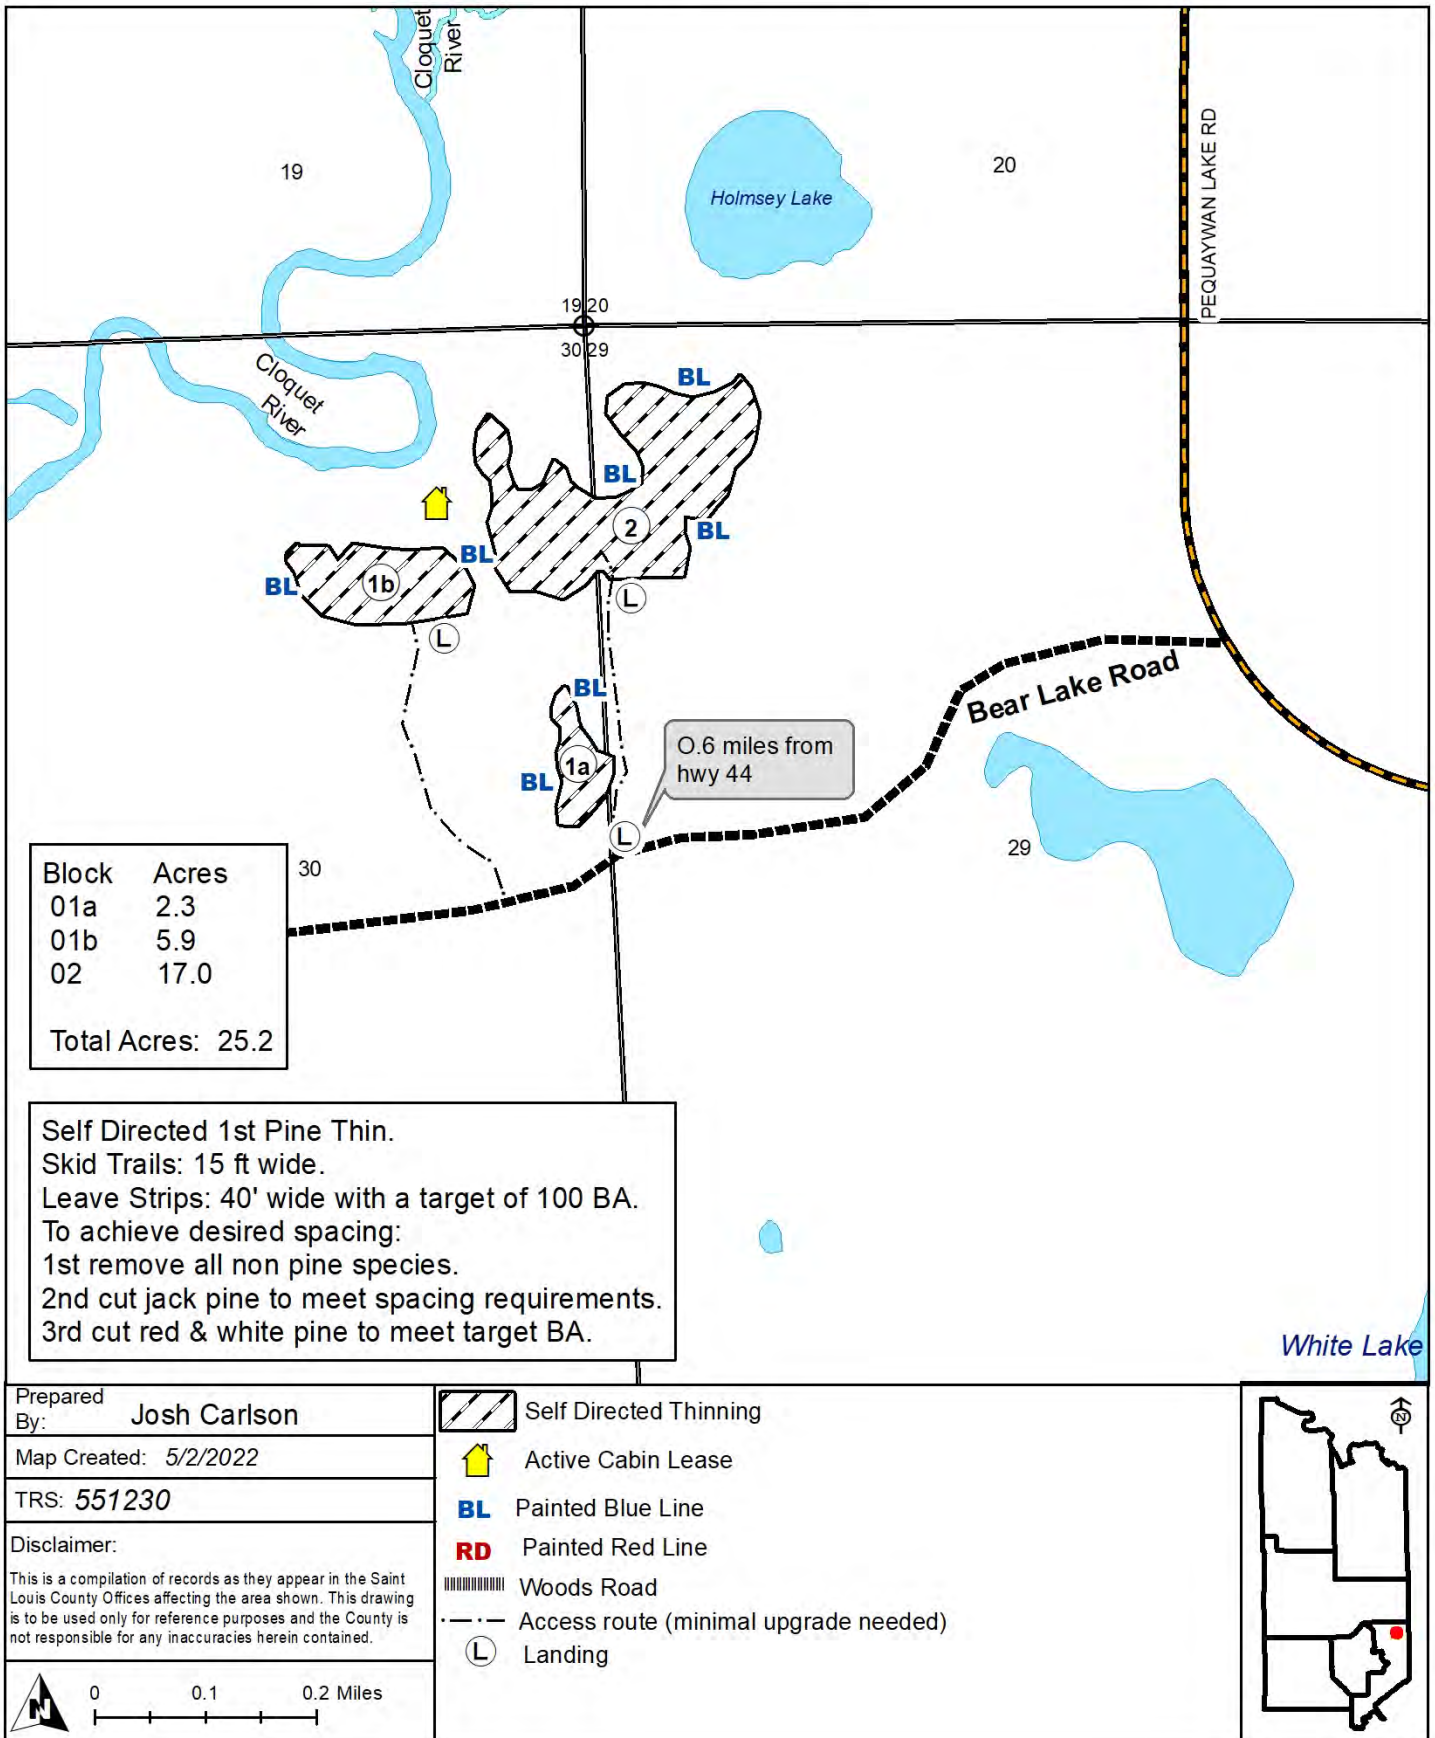 Cloquet
River
19
Holmsey Lake
20
PEQUAYWAN LAKE RD
19 20
30 29
Cloquet
River
BL
BL
BL
BL
BL
2
1b
L
L
BL
BL
1a
O.6 miles from
hwy 44
L
Bear Lake Road
29
30
Block Acres
01a 2.3
01b 5.9
02 17.0
Total Acres: 25.2
Self Directed 1st Pine Thin.
Skid Trails: 15 ft wide.
Leave Strips: 40' wide with a target of 100 BA.
To achieve desired spacing:
1st remove all non pine species.
2nd cut jack pine to meet spacing requirements.
3rd cut red & white pine to meet target BA.
White Lake
Prepared
By: Josh Carlson
Map Created: 5/2/2022
TRS: 551230
Disclaimer:
This is a compilation of records as they appear in the Saint
Louis County Offices affecting the area shown. This drawing
is to be used only for reference purposes and the County is
not responsible for any inaccuracies herein contained.
N
0 0.1 0.2 Miles
Self Directed Thinning
Active Cabin Lease
BL Painted Blue Line
RD Painted Red Line
Woods Road
Access route (minimal upgrade needed)
L Landing
N